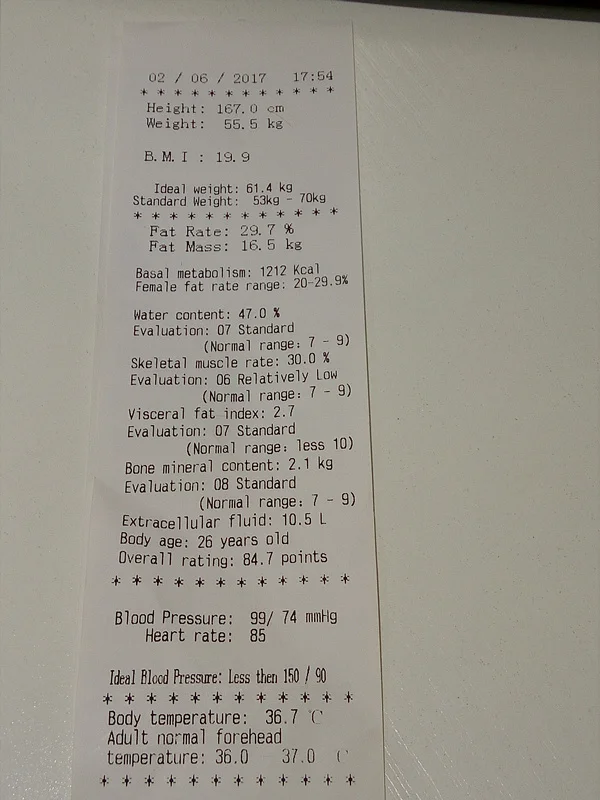 02 / 06 / 2017 17:54
* * * * * * * * * * * *
Height: 167.0 cm
Weight: 55.5 kg
B.M.I : 19.9
Ideal weight: 61.4 kg
Standard Weight: 53kg - 70kg
* * * * * * * * * * * *
Fat Rate: 29.7 %
Fat Mass: 16.5 kg
Basal metabolism: 1212 Kcal
Female fat rate range: 20-29.9%
Water content: 47.0 %
Evaluation: 07 Standard
(Normal range: 7 - 9)
Skeletal muscle rate: 30.0 %
Evaluation: 06 Relatively Low
(Normal range: 7 - 9)
Visceral fat index: 2.7
Evaluation: 07 Standard
(Normal range: less 10)
Bone mineral content: 2.1 kg
Evaluation: 08 Standard
(Normal range: 7 - 9)
Extracellular fluid: 10.5 L
Body age: 26 years old
Overall rating: 84.7 points
* * * * * * * * * * * *
Blood Pressure: 99/ 74 mmHg
Heart rate: 85
Ideal Blood Pressure: Less then 150 / 90
* * * * * * * * * * * *
Body temperature: 36.7 ℃
Adult normal forehead
temperature: 36.0 37.0
* * * * * * * * * * * *